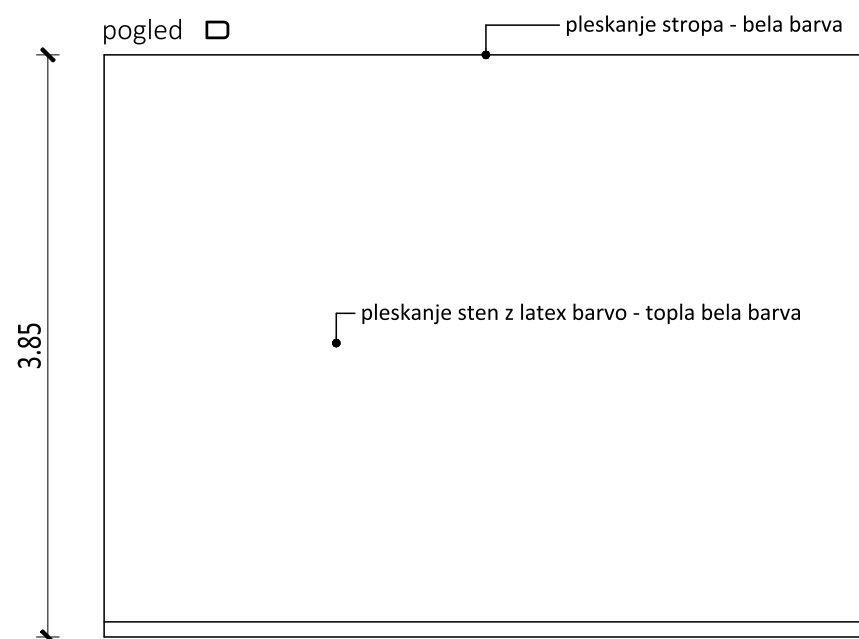 pogled
pleskanje stropa - bela barva
pleskanje sten z latex barvo - topla bela barva
3.85